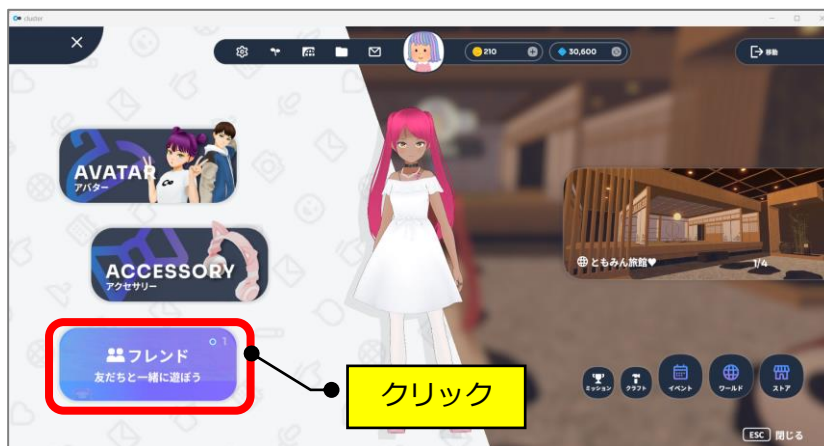 cluster
210
30,600
移動
AVATAR
アバター
ACCESSORY
アクセサリー
ともみん旅館♥
1/4
1
フレンド
友だちと一緒に遊ぼう
クリック
ミッション
クラフト
イベント
ワールド
ストア
ESC 閉じる